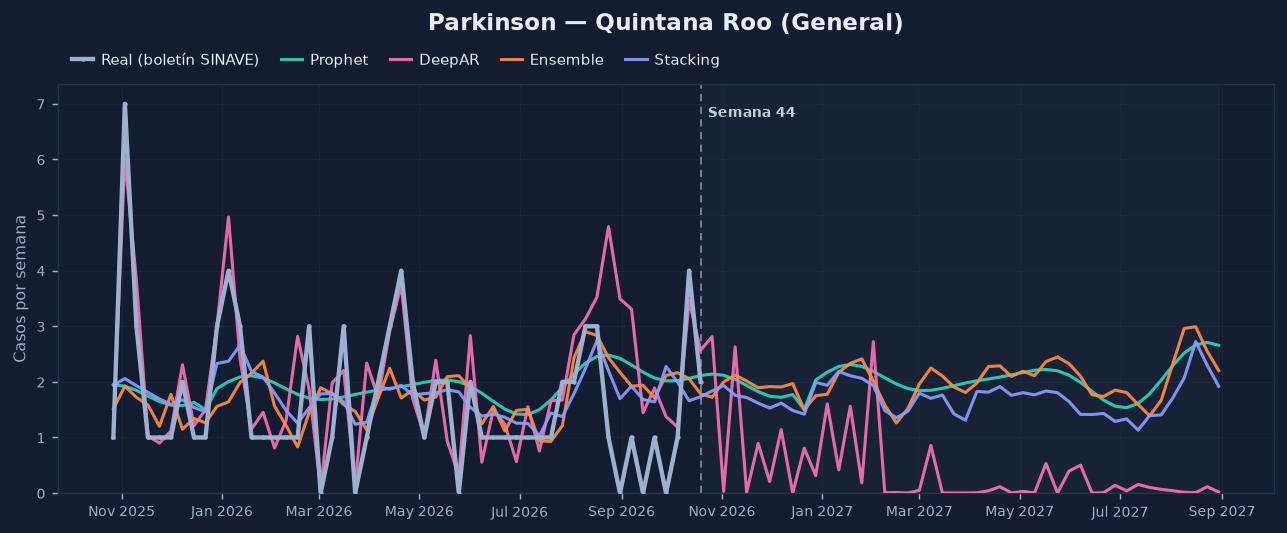 Parkinson — Quintana Roo (General)
Real (boletín SINAVE) Prophet DeepAR Ensemble Stacking
Semana 44
Casos por semana
7
6
5
4
3
2
1
0
Nov 2025 Jan 2026 Mar 2026 May 2026 Jul 2026 Sep 2026 Nov 2026 Jan 2027 Mar 2027 May 2027 Jul 2027 Sep 2027